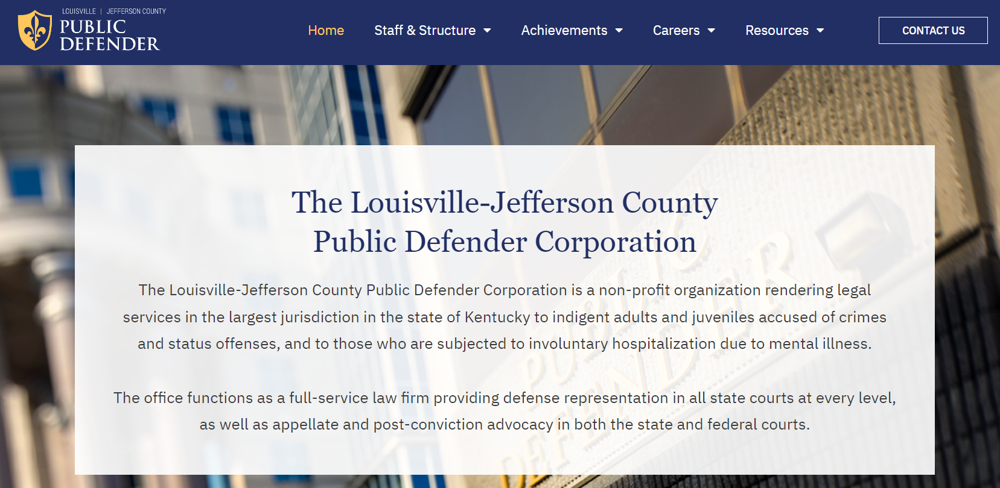 LOUISVILLE | JEFFERSON COUNTY
PUBLIC
DEFENDER
Home
Staff & Structure
Achievements
Careers
Resources
CONTACT US
The Louisville-Jefferson County
Public Defender Corporation
The Louisville-Jefferson County Public Defender Corporation is a non-profit organization rendering legal
services in the largest jurisdiction in the state of Kentucky to indigent adults and juveniles accused of crimes
and status offenses, and to those who are subjected to involuntary hospitalization due to mental illness.
The office functions as a full-service law firm providing defense representation in all state courts at every level,
as well as appellate and post-conviction advocacy in both the state and federal courts.
PUBLIC
DEFENDER